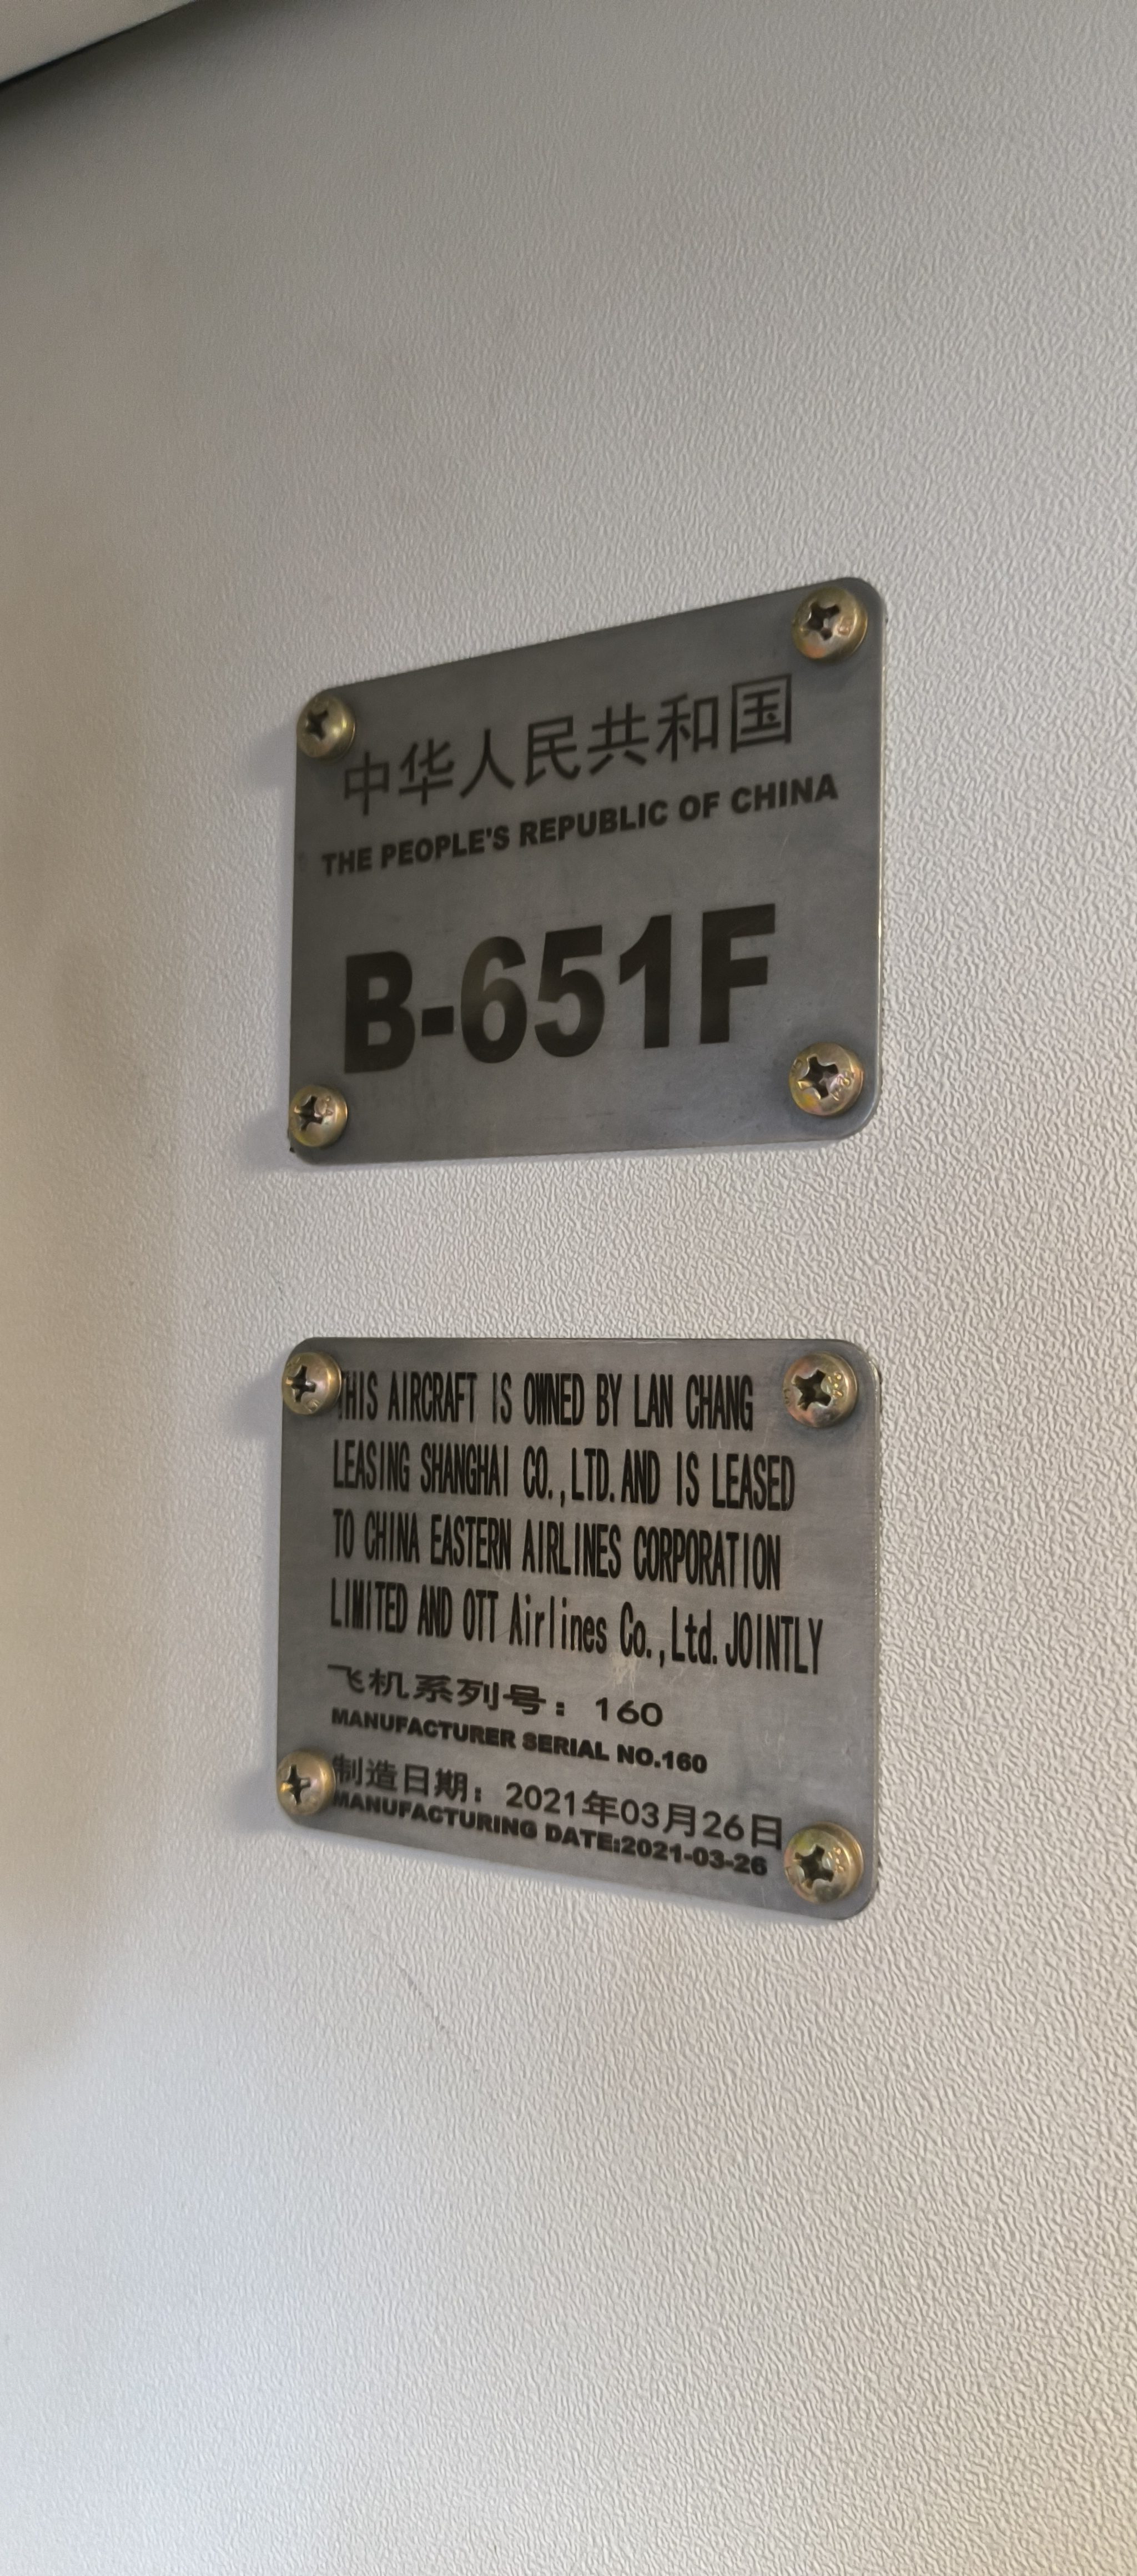 中华人民共和国
THE PEOPLE'S REPUBLIC OF CHINA
B-651F
THIS AIRCRAFT IS OWNED BY LAN CHANG
LEASING SHANGHAI CO.,LTD.AND IS LEASED
TO CHINA EASTERN AIRLINES CORPORATION
LIMITED AND OTT Airlines Co.,Ltd.JOINTLY
飞机系列号：160
MANUFACTURER SERIAL NO.160
制造日期：2021年03月26日
MANUFACTURING DATE:2021-03-26